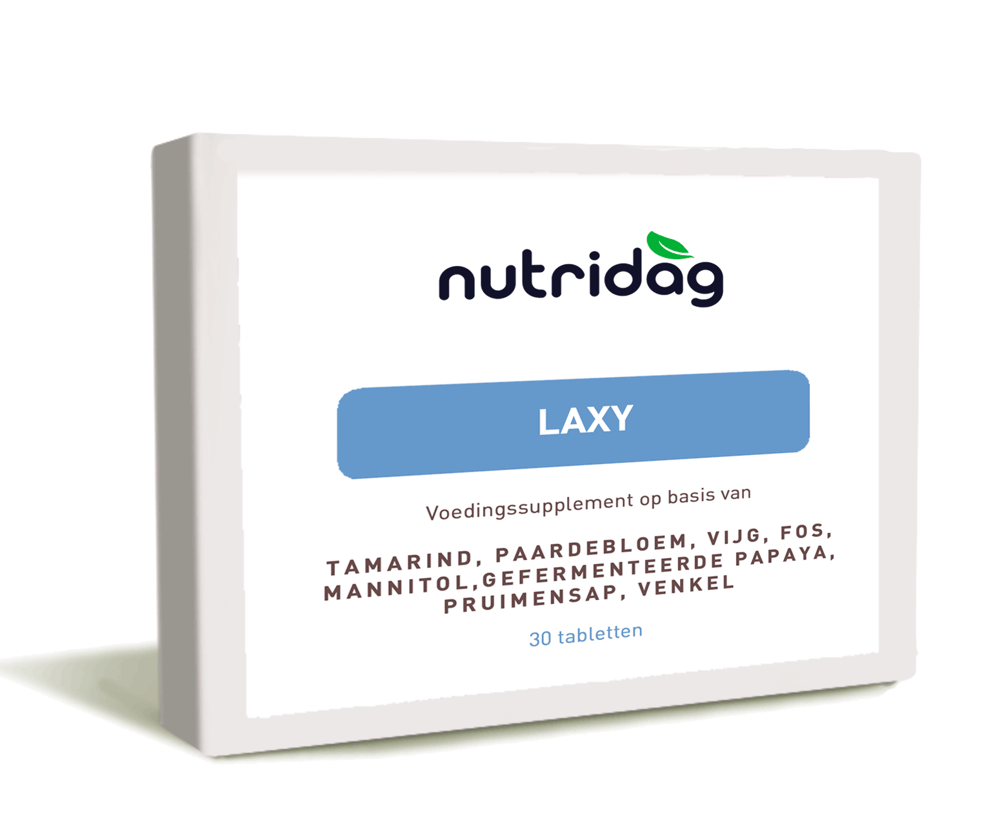 nutridag
LAXY
Voedingssupplement op basis van
TAMARIND, PAARDEBLOEM, VIJG, FOS,
MANNITOL,GEFERMENTEERDE PAPAYA,
PRUIMENSAP, VENKEL
30 tabletten